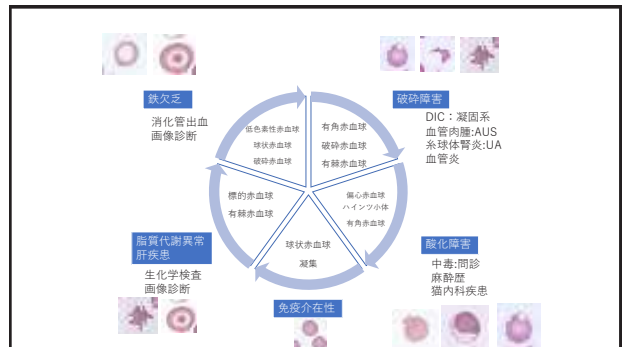 鉄欠乏
消化管出血
画像診断
破砕障害
DIC：凝固系
血管肉腫:AUS
糸球体腎炎:UA
血管炎
低色素性赤血球
球状赤血球
破砕赤血球
有角赤血球
破砕赤血球
有棘赤血球
標的赤血球
有棘赤血球
偏心赤血球
ハインツ小体
有角赤血球
球状赤血球
凝集
脂質代謝異常
肝疾患
生化学検査
画像診断
酸化障害
中毒:問診
麻酔歴
猫内科疾患
免疫介在性